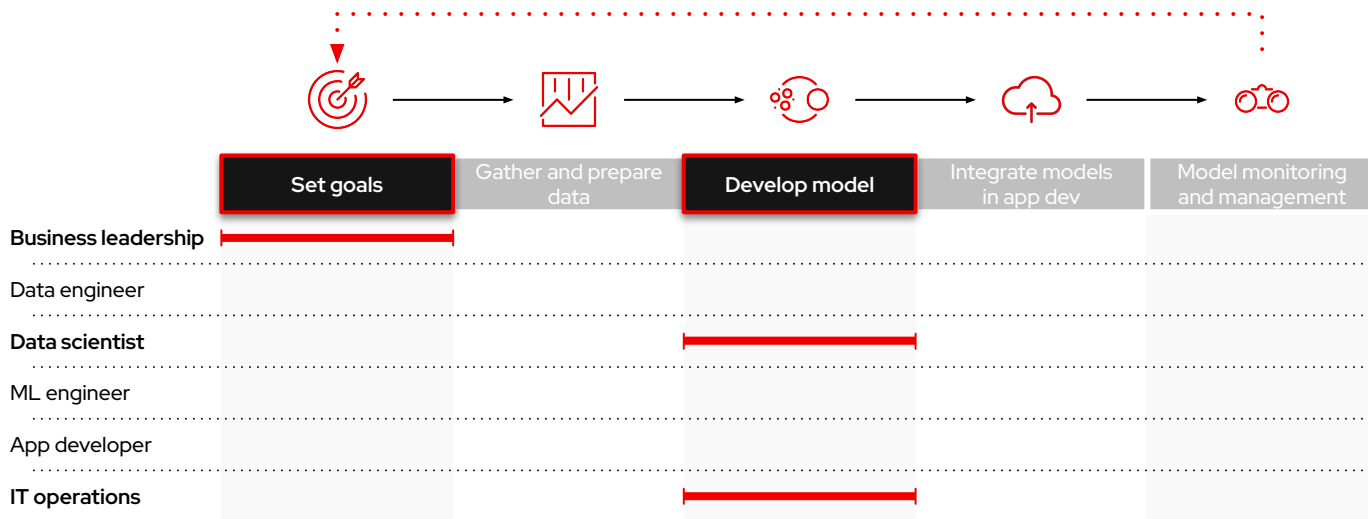 Set goals
Gather and prepare
data
Develop model
Integrate models
in app dev
Model monitoring
and management
Business leadership
Data engineer
Data scientist
ML engineer
App developer
IT operations